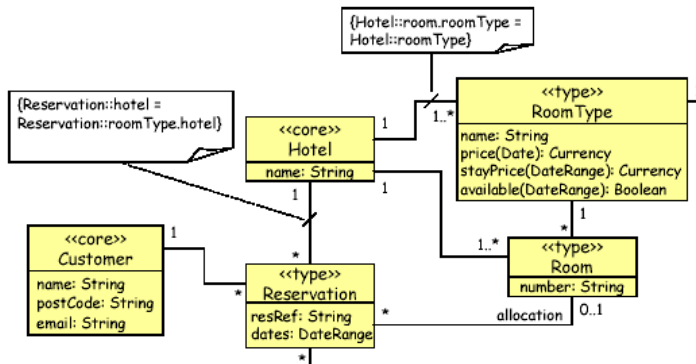 {Hotel::room.roomType =
Hotel::roomType}
{Reservation::hotel =
Reservation::roomType.hotel}
<<type>>
RoomType
name: String
price(Date): Currency
stayPrice(DateRange): Currency
available(DateRange): Boolean
1
1..*
<<core>>
Hotel
name: String
1
1
1
*
1..*
<<type>>
Room
number: String
0..1
<<core>>
Customer
name: String
postCode: String
email: String
1
*
*
<<type>>
Reservation
resRef: String
dates: DateRange
*
allocation
*